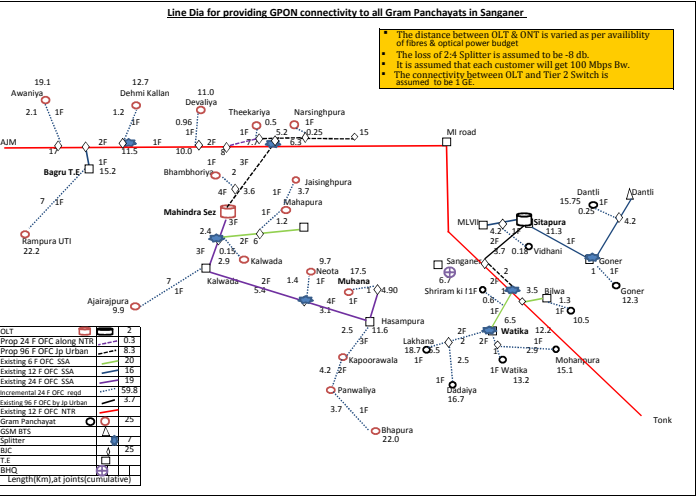 Line Dia for providing GPON connectivity to all Gram Panchayats in Sanganer
The distance between OLT & ONT is varied as per availiblity
of fibres & optical power budget
The loss of 2:4 Splitter is assumed to be -8 db.
It is assumed that each customer will get 100 Mbps Bw.
The connectivity between OLT and Tier 2 Switch is
assumed to be 1 GE.
19.1
Awaniya
2.1 1F
12.7
Dehmi Kallan
1.2 1F
11.0
Devaliya
0.96
1F
Theekariya 0.5
1F
Narsinghpura
1F
0.25
5.2
6.3
15
MI road
AJM
17
2F
11.5
2F
10.0
2F
8
7.7
1F
Bagru T.E
15.2
1F
3F
1F
Bhambhoriya
2
4F 3.6
Jaisinghpura
3.7
1F
Mahapura
1F
1.2
7 1F
Rampura UTI
22.2
Mahindra Sez
4F
2.4
2F 6
0.15
1F
Kalwada
3F
2.9
Kalwada
7
1F
Ajairajpura
9.9
2F
5.4
9.7
Neota
1.4
1F
3.1
4F
1F
17.5
Muhana
1
4.90
Hasampura
11.6
2.5
3F
Kapoorawala
4.2 2F
Panwaliya
3.7 1F
Bhapura
22.0
Dantli
15.75
0.25
1F
Dantli
4.2
MLVII
4.2
1F
Sitapura
11.3
2F
3.7
0.18
Vidhani
1F
Goner
1
1F
Goner
12.3
Sanganer
6.7
2
Shriram ki
1F
0.8
1F
1
3.5
Bilwa
1.3
1F
10.5
6.5
Watika
12.2
1F
2.9
Mohanpura
15.1
Lakhana
18.7
5.5
2F
2F
2F
2.5
1F
Dadaiya
16.7
1
1F
Watika
13.2
Tonk
OLT 2
Prop 24 F OFC along NTR 0.3
Prop 96 F OFC Jp Urban 8.3
Existing 6 F OFC SSA 20
Existing 12 F OFC SSA 16
Existing 24 F OFC SSA 19
Incremental 24 F OFC reqd 59.8
Existing 96 F OFC by Jp Urban 3.7
Existing 12 F OFC NTR
Gram Panchayat 25
GSM BTS
Splitter 7
BJC 25
T.E
BHQ
Length(Km),at joints(cumulative)